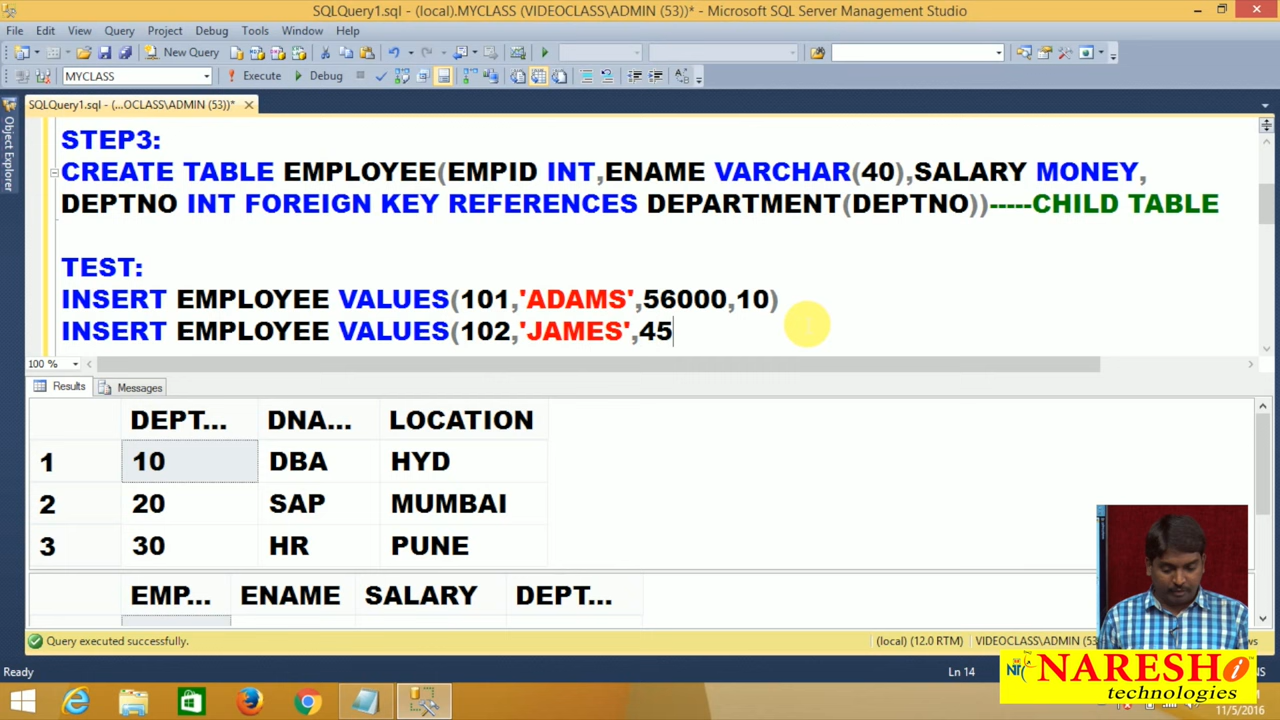 SQLQuery1.sql - (local).MYCLASS (VIDEOCLASS\ADMIN (53))* - Microsoft SQL Server Management Studio
File Edit View Query Project Debug Tools Window Help
New Query
MYCLASS Execute Debug
SQLQuery1.sql - (...OCLASS\ADMIN (53))*
Object Explorer
STEP3:
CREATE TABLE EMPLOYEE(EMPID INT,ENAME VARCHAR(40),SALARY MONEY,
DEPTNO INT FOREIGN KEY REFERENCES DEPARTMENT(DEPTNO))-----CHILD TABLE
TEST:
INSERT EMPLOYEE VALUES(101,'ADAMS',56000,10)
INSERT EMPLOYEE VALUES(102,'JAMES',45
100 %
Results Messages
DEPT... DNA... LOCATION
1 10 DBA HYD
2 20 SAP MUMBAI
3 30 HR PUNE
EMP... ENAME SALARY DEPT...
Query executed successfully. (local) (12.0 RTM) VIDEOCLASS\ADMIN (53)
Ready Ln 14
NARESH i
technologies
11/5/2016